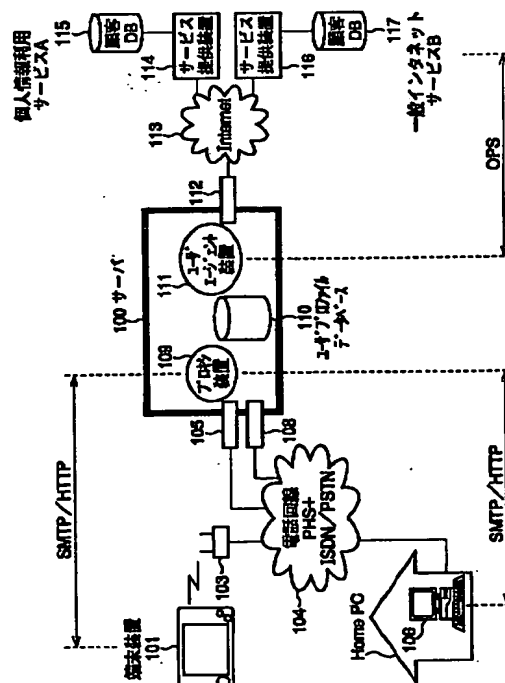 個人情報利用
サービスA
115
顧客
DB
114
サービス
提供装置
サービス
提供装置
116
顧客
DB
117
一般インタネット
サービスB
113
Internet
OPS
112
100 サーバ
111
ユーザ
エージェント
装置
110
ユーザプロファイル
データベース
109
プロキシ
装置
105
108
SMTP/HTTP
SMTP/HTTP
103
104
電話回線
PHS+
ISDN/PSTN
端末装置
101
Home PC
106